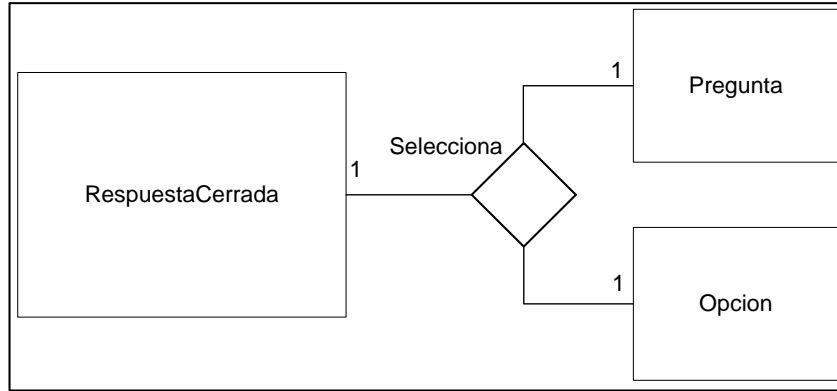 1
Pregunta
Selecciona
1
RespuestaCerrada
1
Opcion